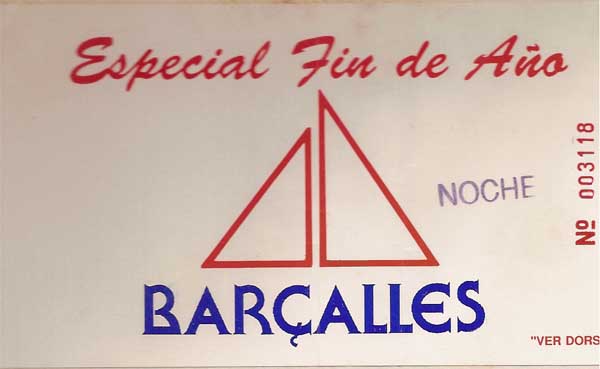 Especial Fin de Año
NOCHE
Nº 003118
BARÇALLES
"VER DORS